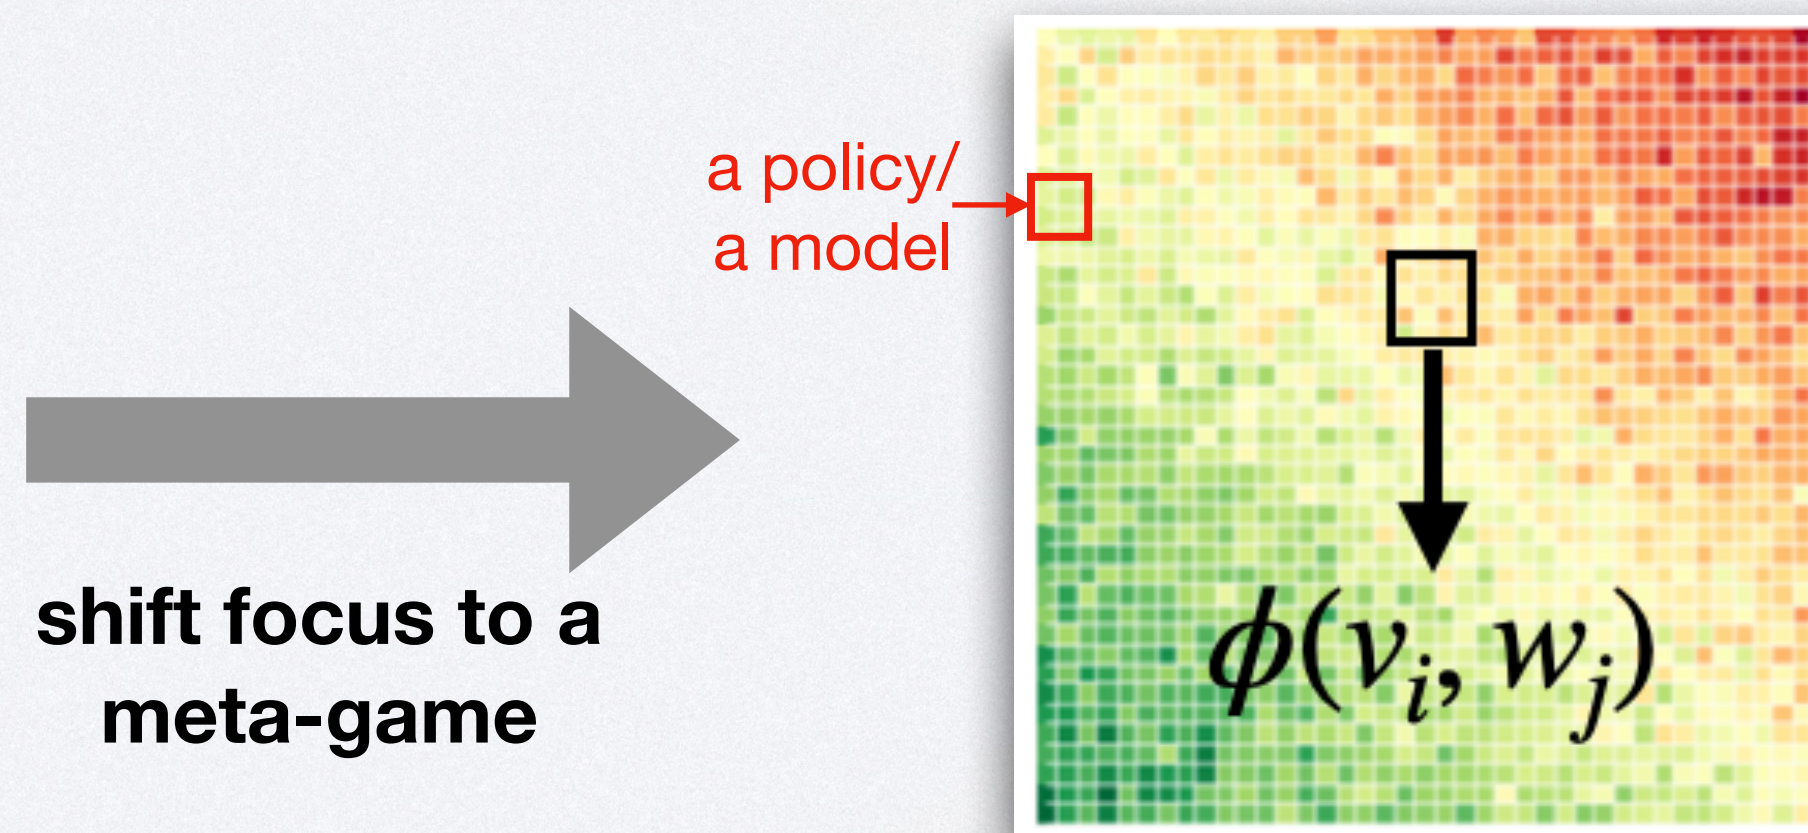 a policy/
a model
shift focus to a
meta-game
ϕ(vᵢ, wⱼ)